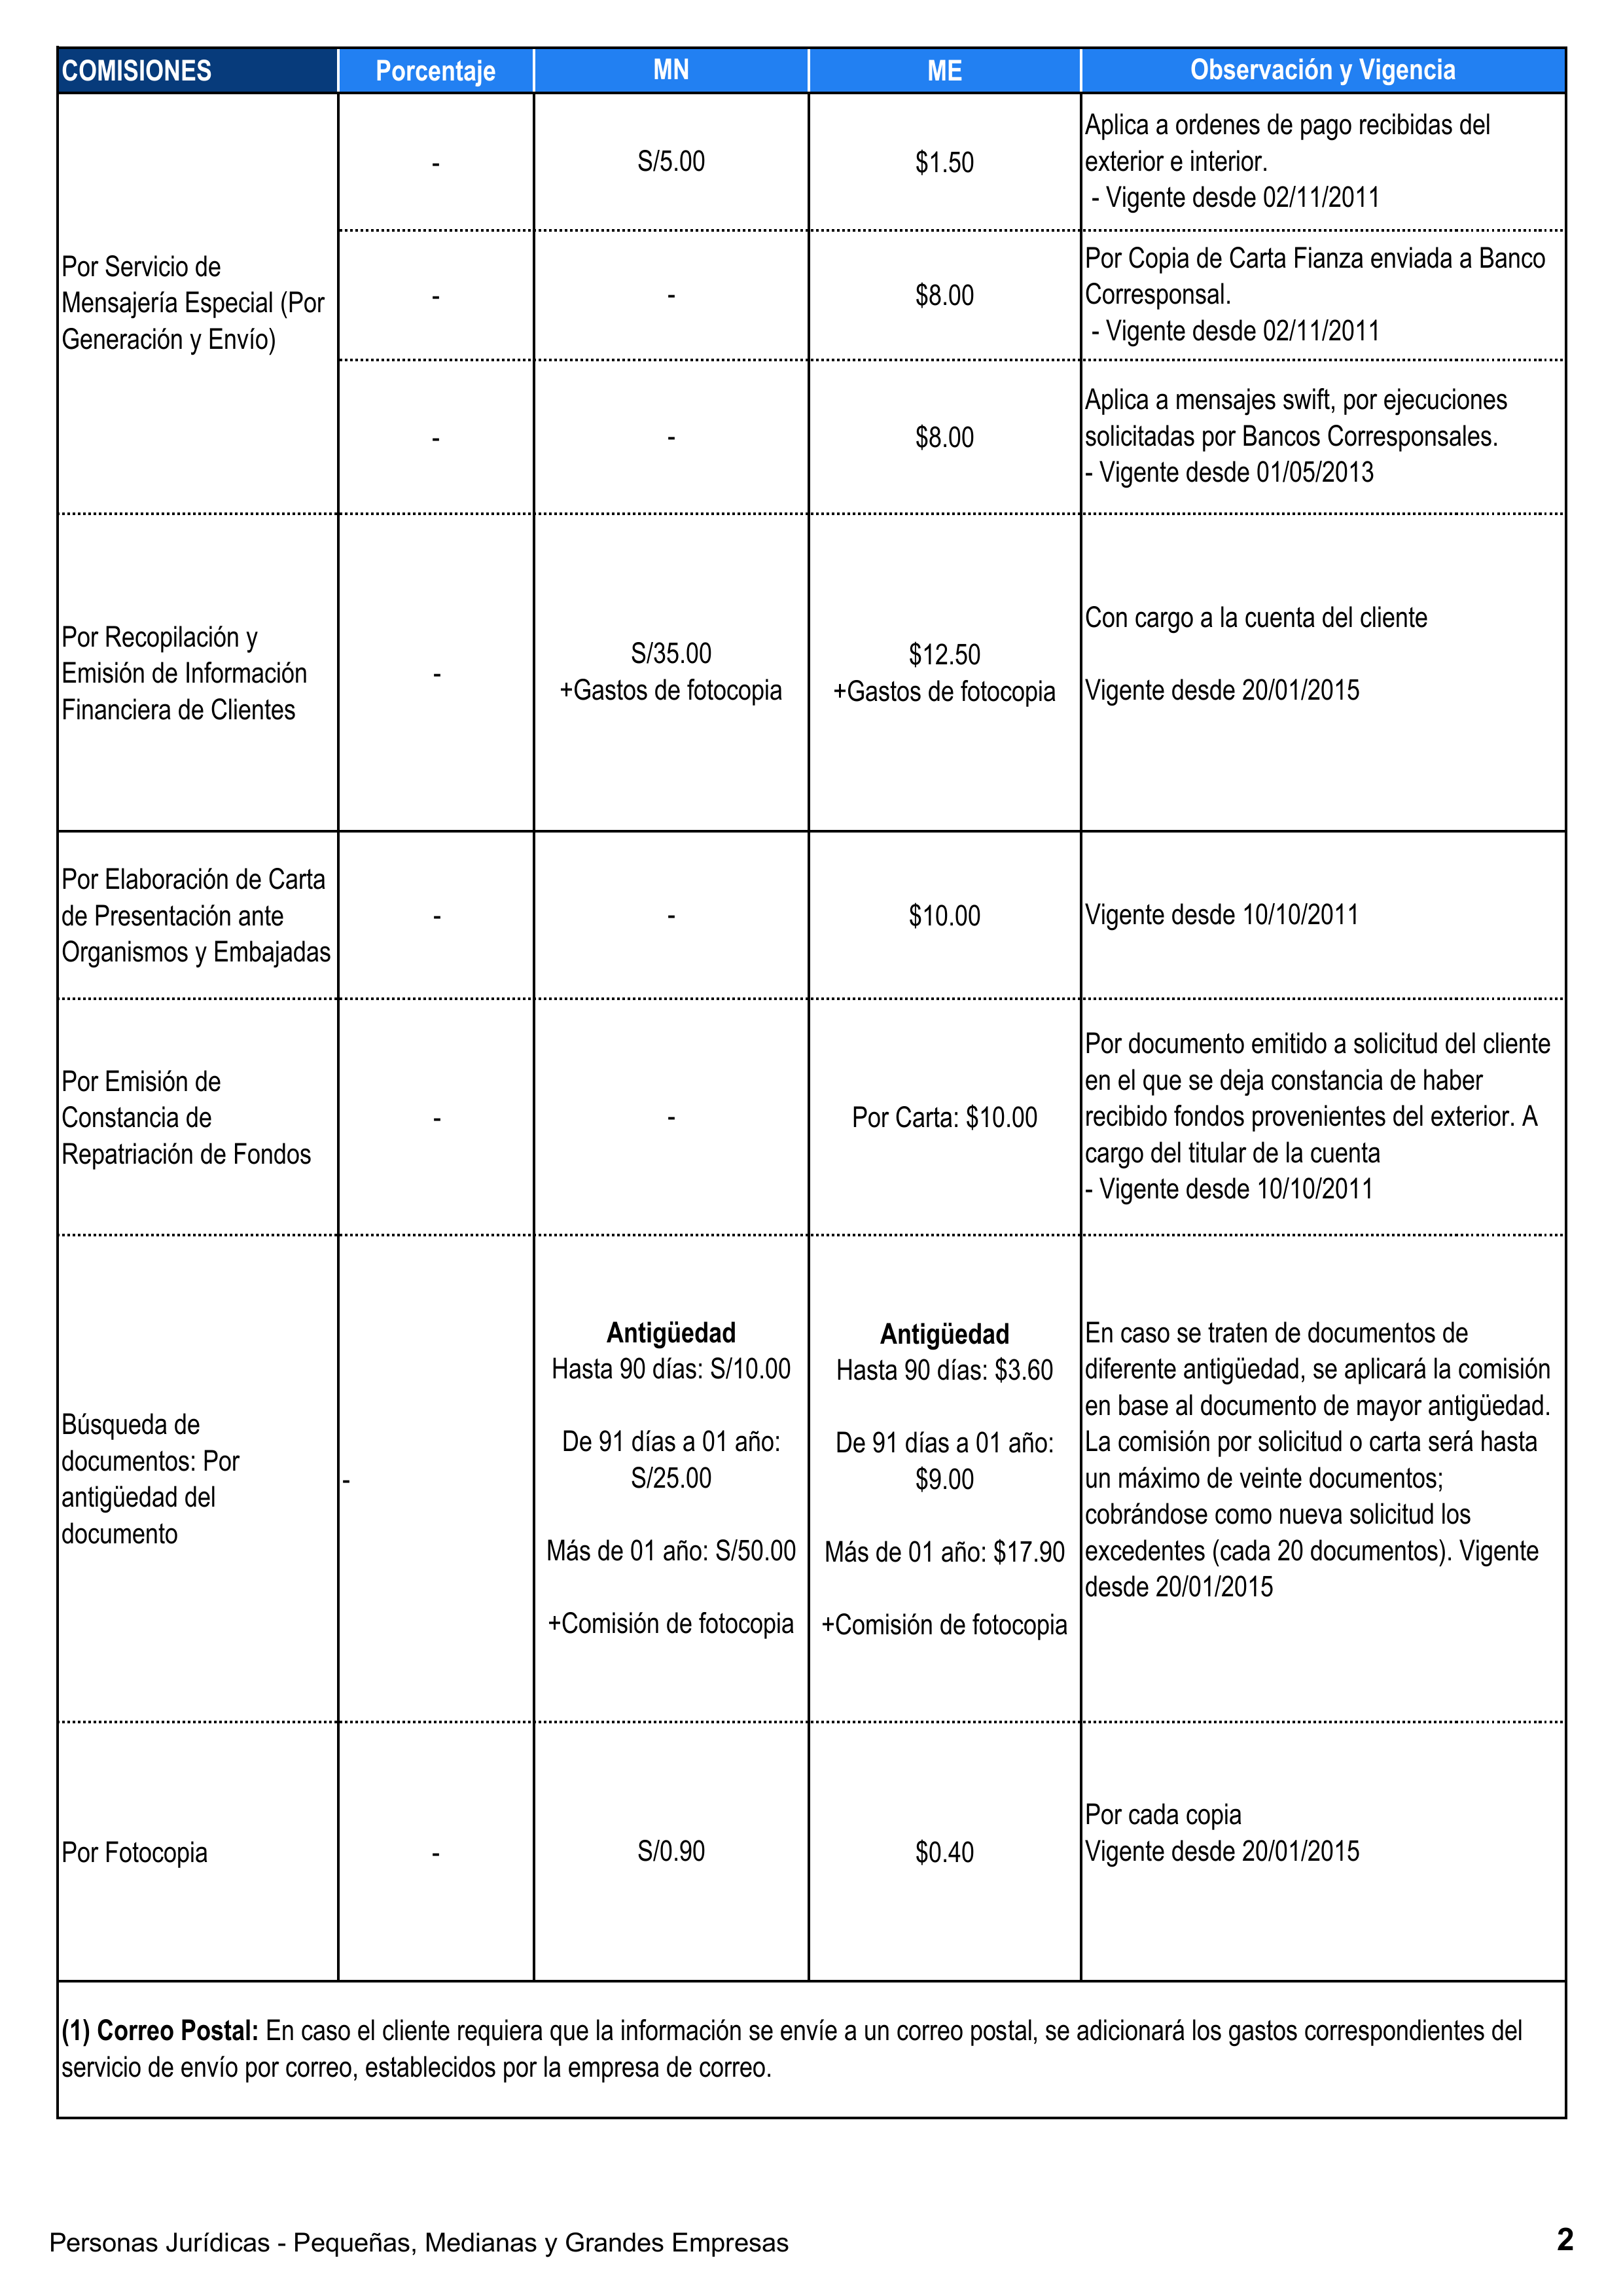 COMISIONES Porcentaje MN ME Observación y Vigencia
Por Servicio de
Mensajería Especial (Por
Generación y Envío)
-
S/5.00
$1.50
Aplica a ordenes de pago recibidas del
exterior e interior.
- Vigente desde 02/11/2011
-
-
$8.00
Por Copia de Carta Fianza enviada a Banco
Corresponsal.
- Vigente desde 02/11/2011
-
-
$8.00
Aplica a mensajes swift, por ejecuciones
solicitadas por Bancos Corresponsales.
- Vigente desde 01/05/2013
Por Recopilación y
Emisión de Información
Financiera de Clientes
-
S/35.00
+Gastos de fotocopia
$12.50
+Gastos de fotocopia
Con cargo a la cuenta del cliente
Vigente desde 20/01/2015
Por Elaboración de Carta
de Presentación ante
Organismos y Embajadas
-
-
$10.00
Vigente desde 10/10/2011
Por Emisión de
Constancia de
Repatriación de Fondos
-
-
Por Carta: $10.00
Por documento emitido a solicitud del cliente
en el que se deja constancia de haber
recibido fondos provenientes del exterior. A
cargo del titular de la cuenta
- Vigente desde 10/10/2011
Búsqueda de
documentos: Por
antigüedad del
documento
-
Antigüedad
Hasta 90 días: S/10.00
De 91 días a 01 año:
S/25.00
Más de 01 año: S/50.00
+Comisión de fotocopia
Antigüedad
Hasta 90 días: $3.60
De 91 días a 01 año:
$9.00
Más de 01 año: $17.90
+Comisión de fotocopia
En caso se traten de documentos de
diferente antigüedad, se aplicará la comisión
en base al documento de mayor antigüedad.
La comisión por solicitud o carta será hasta
un máximo de veinte documentos;
cobrándose como nueva solicitud los
excedentes (cada 20 documentos). Vigente
desde 20/01/2015
Por Fotocopia
-
S/0.90
$0.40
Por cada copia
Vigente desde 20/01/2015
(1) Correo Postal: En caso el cliente requiera que la información se envíe a un correo postal, se adicionará los gastos correspondientes del
servicio de envío por correo, establecidos por la empresa de correo.
Personas Jurídicas - Pequeñas, Medianas y Grandes Empresas
2